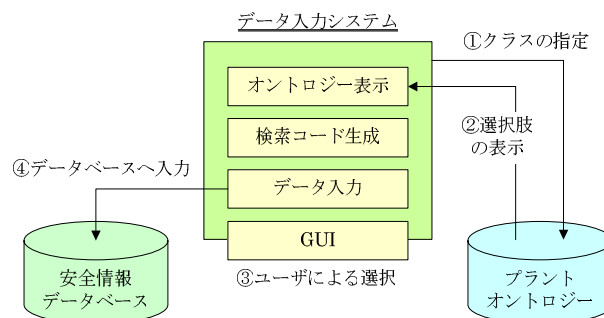 データ入力システム
①クラスの指定
オントロジー表示
②選択肢
の表示
検索コード生成
④データベースへ入力
データ入力
GUI
③ユーザによる選択
安全情報
データベース
プラント
オントロジー